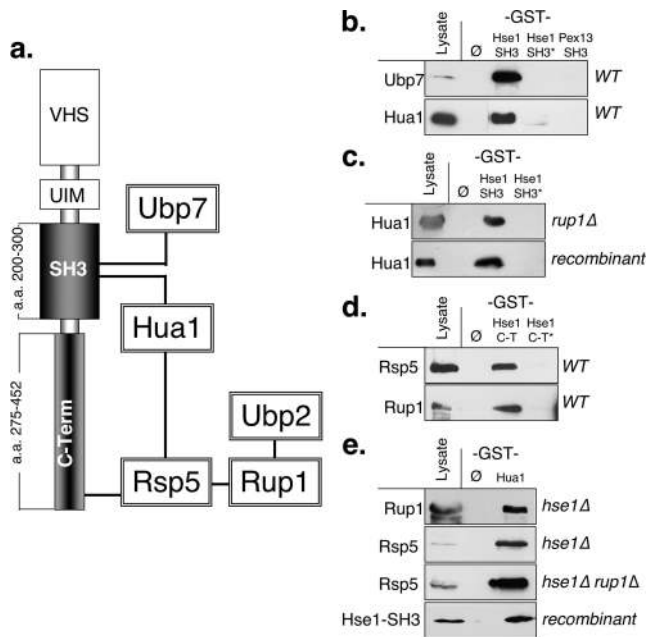 a.
VHS
UIM
SH3
C-Term
a.a. 200-300
a.a. 275-452
Ubp7
Hua1
Ubp2
Rsp5
Rup1
b.
-GST-
Lysate Ø Hse1 SH3 Hse1 SH3* Pex13 SH3
Ubp7 WT
Hua1 WT
c.
-GST-
Lysate Ø Hse1 SH3 Hse1 SH3*
Hua1 rup1Δ
Hua1 recombinant
d.
-GST-
Lysate Ø Hse1 C-T Hse1 C-T*
Rsp5 WT
Rup1 WT
e.
-GST-
Lysate Ø Hua1
Rup1 hse1Δ
Rsp5 hse1Δ
Rsp5 hse1Δ rup1Δ
Hse1-SH3 recombinant